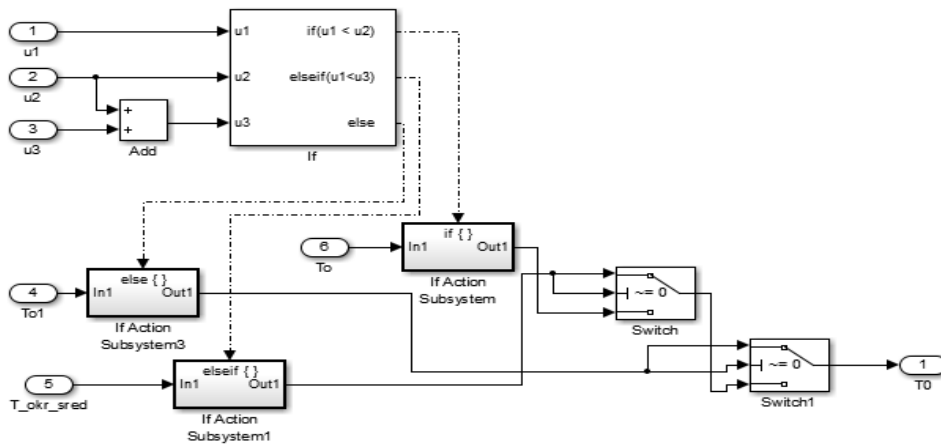 1
u1
2
u2
3
u3
+
+
Add
u1
if(u1 < u2)
u2
elseif(u1<u3)
u3
else
If
6
To
if { }
In1
Out1
If Action
Subsystem
4
To1
else { }
In1
Out1
If Action
Subsystem3
~= 0
Switch
5
T_okr_sred
elseif { }
In1
Out1
If Action
Subsystem1
~= 0
Switch1
1
T0